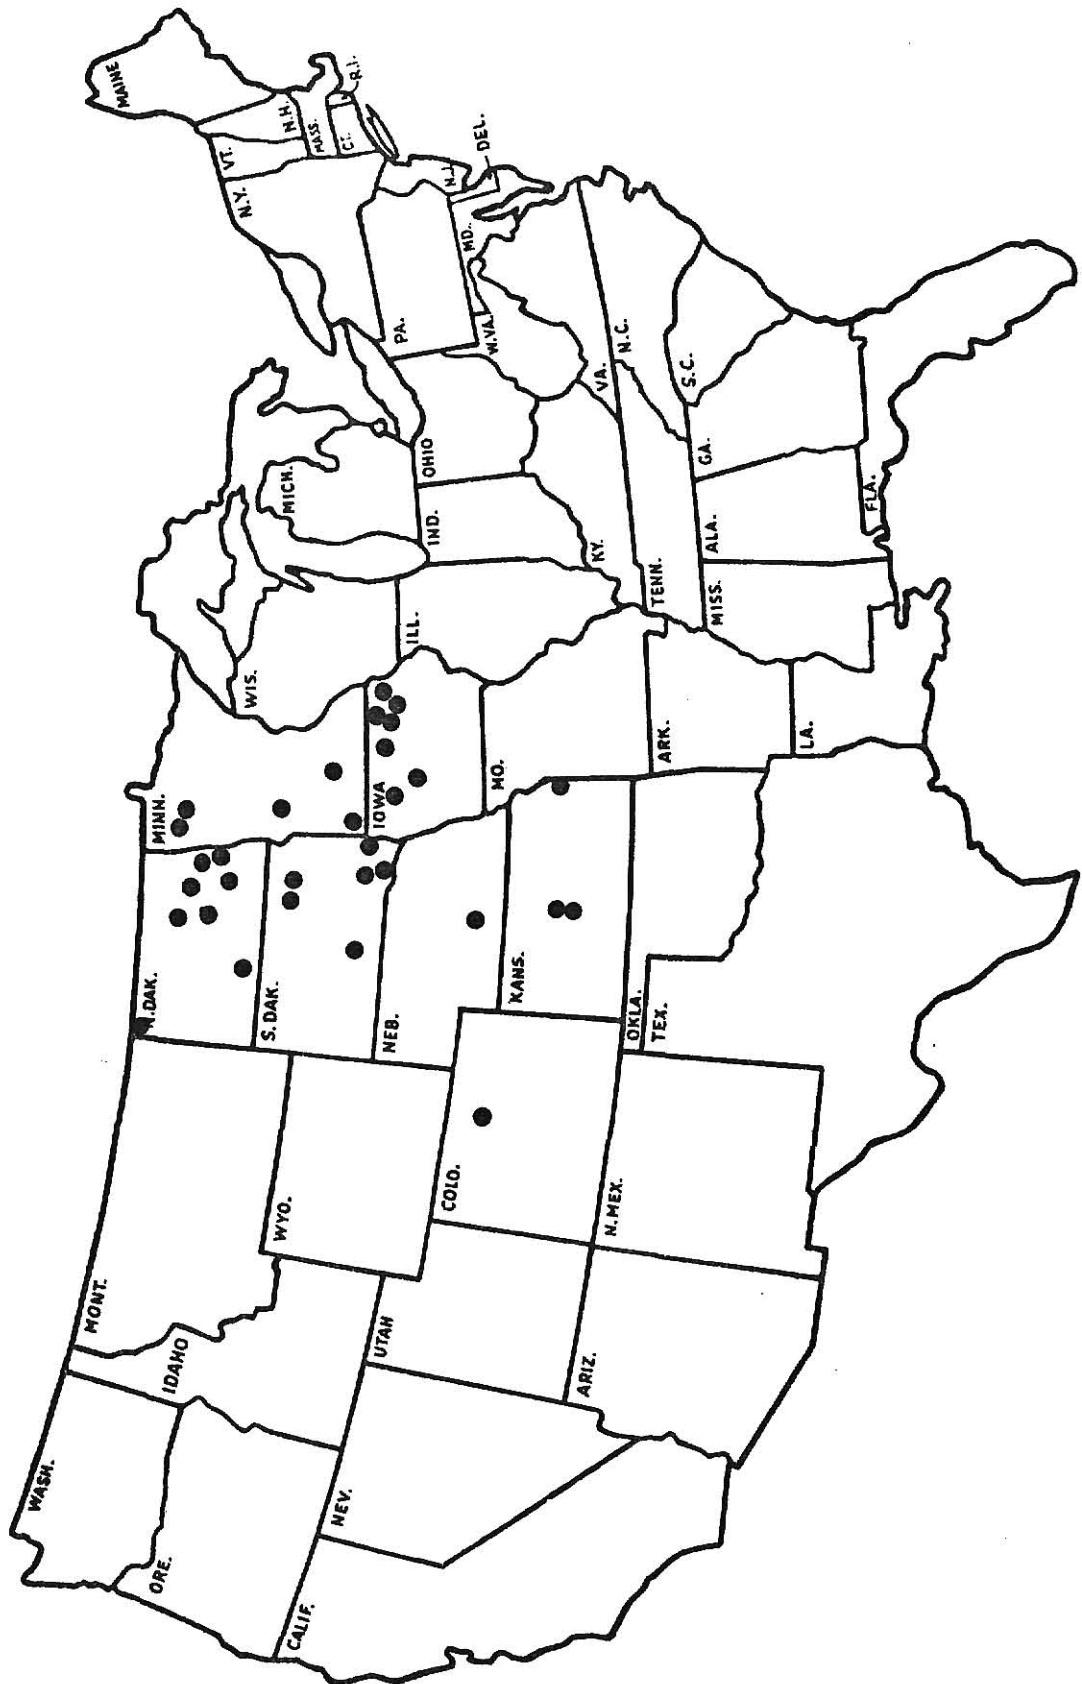 WASH.
ORE.
CALIF.
NEV.
IDAHO
MONT.
WYO.
UTAH
ARIZ.
COLO.
N.MEX.
N.DAK.
S.DAK.
NEB.
KANS.
OKLA.
TEX.
MINN.
IOWA
MO.
ARK.
LA.
WIS.
ILL.
MICH.
IND.
OHIO
KY.
TENN.
MISS.
ALA.
GA.
FLA.
S.C.
N.C.
VA.
W.VA.
PA.
MD.
DEL.
N.J.
N.Y.
VT.
N.H.
MAINE
MASS.
CT.
R.I.